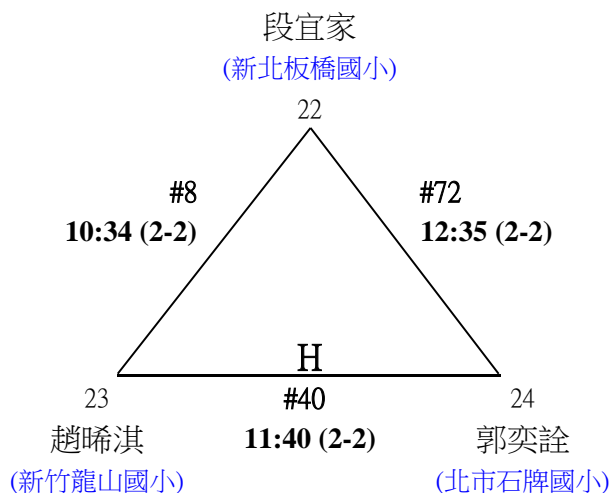 段宜家
(新北板橋國小)
22
#8
10:34 (2-2)
#72
12:35 (2-2)
H
#40
11:40 (2-2)
23
趙晞淇
(新竹龍山國小)
24
郭奕詮
(北市石牌國小)